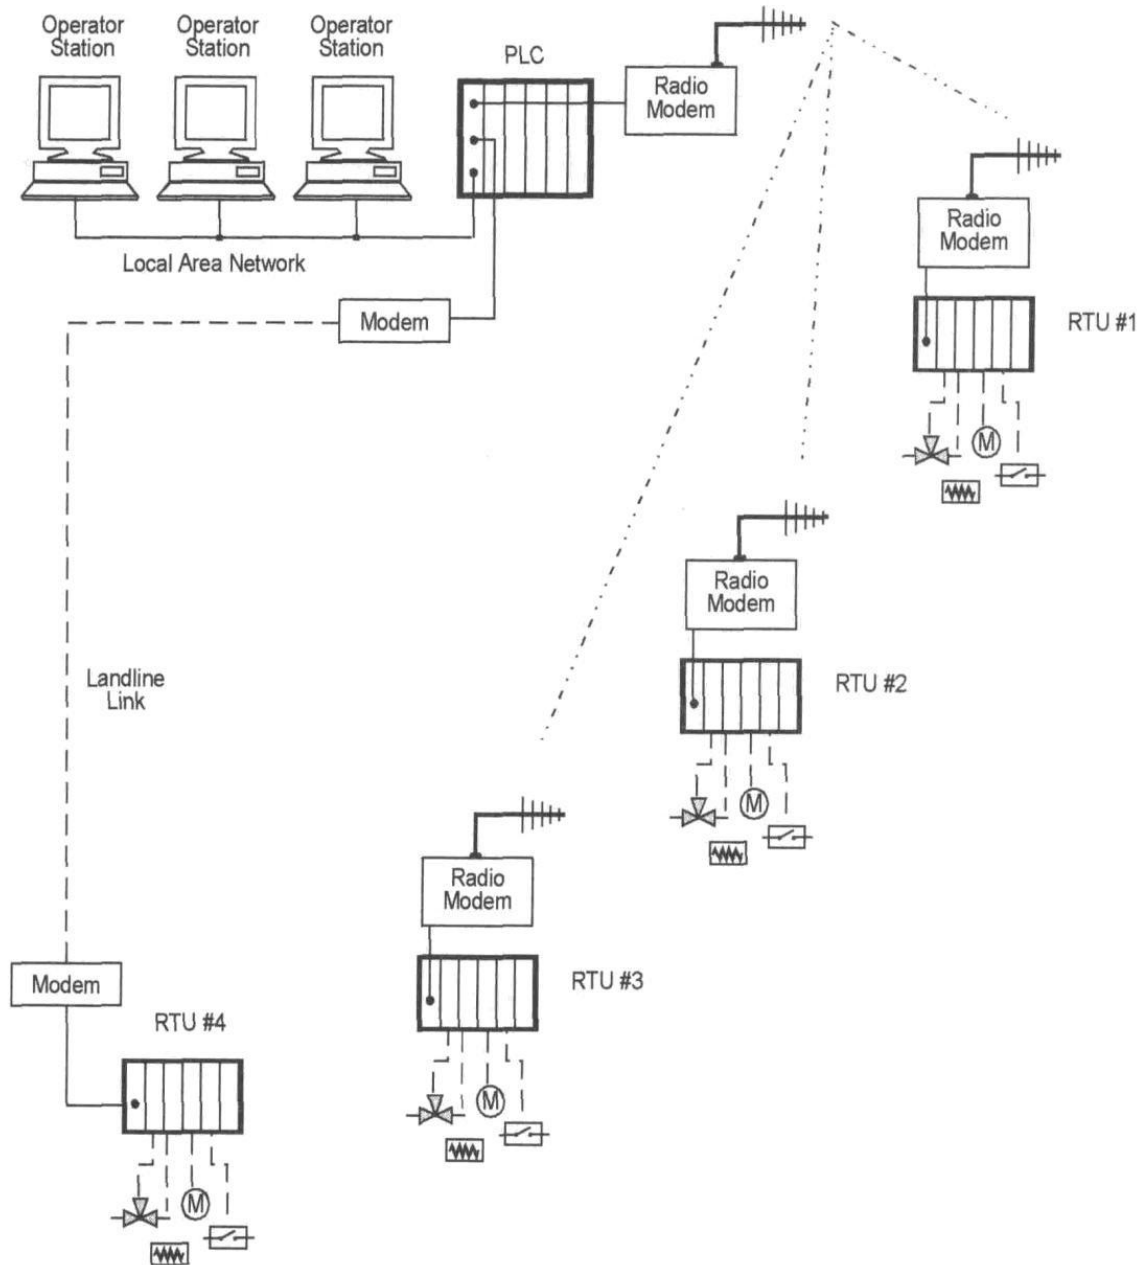 Operator
Station
Operator
Station
Operator
Station
PLC
Radio
Modem
Radio
Modem
Local Area Network
Modem
RTU #1
M
Radio
Modem
Landline
Link
RTU #2
M
Radio
Modem
Modem
RTU #3
RTU #4
M
M